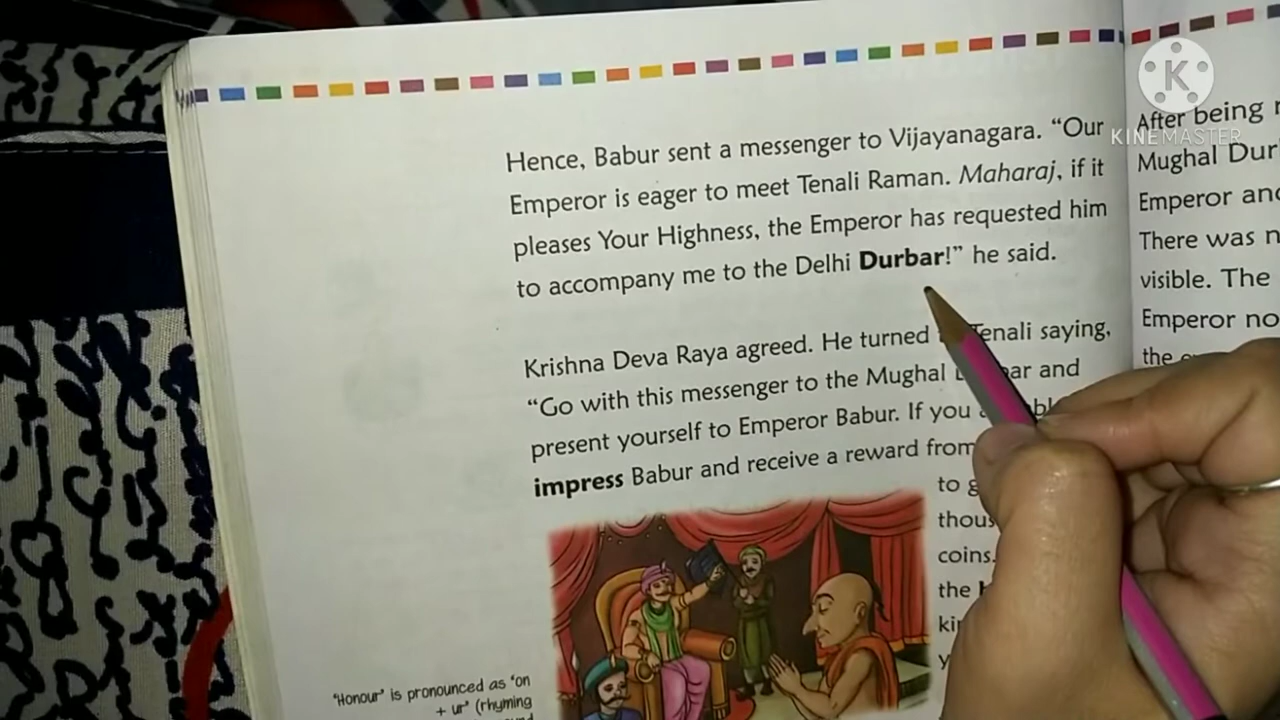 Hence, Babur sent a messenger to Vijayanagara. “Our
Emperor is eager to meet Tenali Raman. Maharaj, if it
pleases Your Highness, the Emperor has requested him
to accompany me to the Delhi Durbar!” he said.
Krishna Deva Raya agreed. He turned Tenali saying,
“Go with this messenger to the Mughal and
present yourself to Emperor Babur. If you
impress Babur and receive a reward from
to
coins.
the
'Honour' is pronounced as 'on
+ ur' (rhyming
After being
Mughal
Emperor
There was
visible. The
Emperor
the
K
KINEMASTER